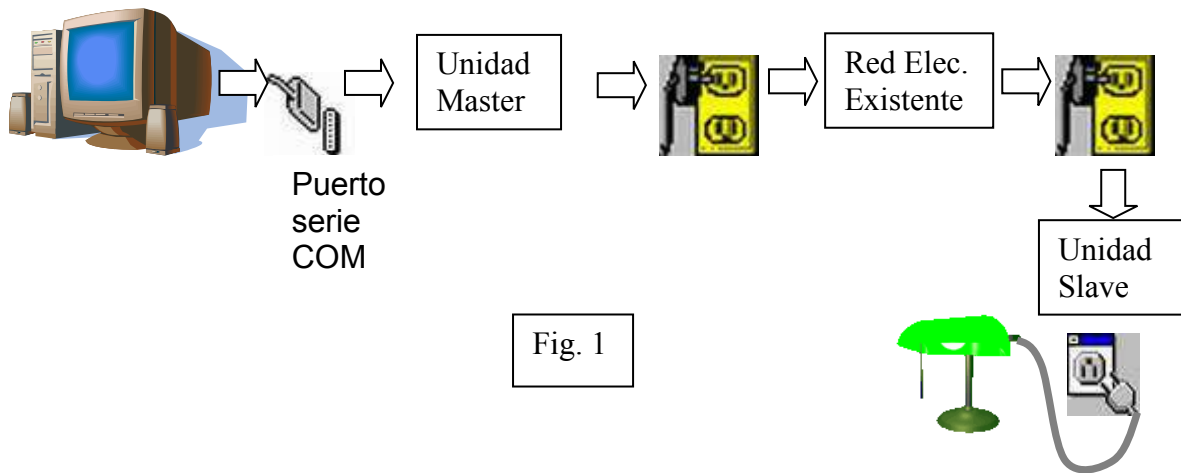 Unidad
Master
Red Elec.
Existente
Puerto
serie
COM
Unidad
Slave
Fig. 1